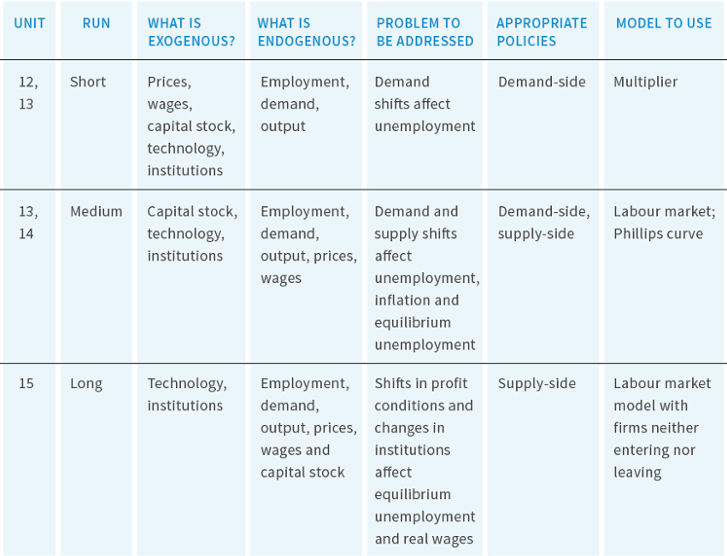 UNIT
RUN
WHAT IS
EXOGENOUS?
WHAT IS
ENDOGENOUS?
PROBLEM TO
BE ADDRESSED
APPROPRIATE
POLICIES
MODEL TO USE
12,
13
Short
Prices,
wages,
capital stock,
technology,
institutions
Employment,
demand,
output
Demand
shifts affect
unemployment
Demand-side
Multiplier
13,
14
Medium
Capital stock,
technology,
institutions
Employment,
demand,
output, prices,
wages
Demand and
supply shifts
affect
unemployment,
inflation and
equilibrium
unemployment
Demand-side,
supply-side
Labour market;
Phillips curve
15
Long
Technology,
institutions
Employment,
demand,
output, prices,
wages and
capital stock
Shifts in profit
conditions and
changes in
institutions
affect
equilibrium
unemployment
and real wages
Supply-side
Labour market
model with
firms neither
entering nor
leaving